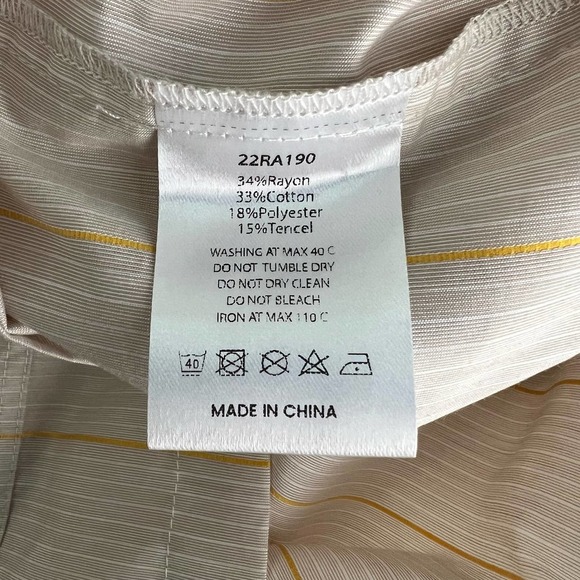 22RA190
34%Rayon
33%Cotton
18%Polyester
15%Tencel
WASHING AT MAX 40 C
DO NOT TUMBLE DRY
DO NOT DRY CLEAN
DO NOT BLEACH
IRON AT MAX 110 C
40
MADE IN CHINA